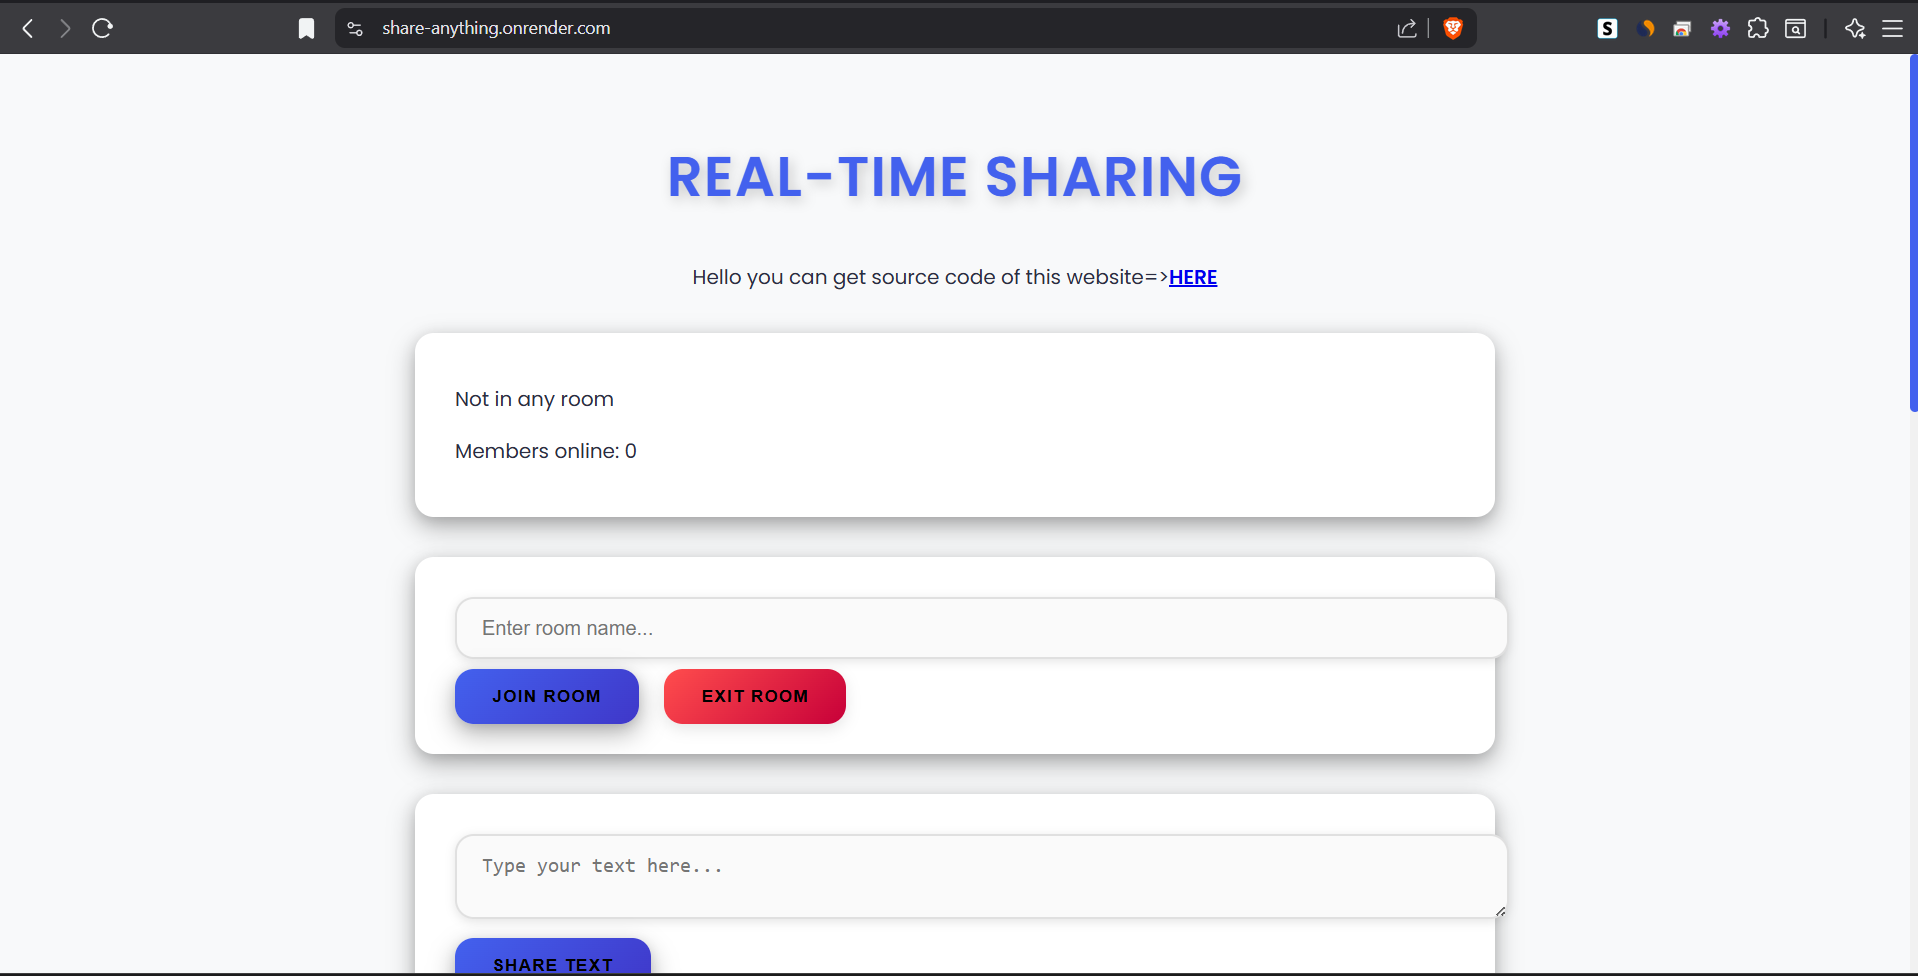 share-anything.onrender.com
S
REAL-TIME SHARING
Hello you can get source code of this website=>HERE
Not in any room
Members online: 0
Enter room name...
JOIN ROOM
EXIT ROOM
Type your text here...
SHARE TEXT